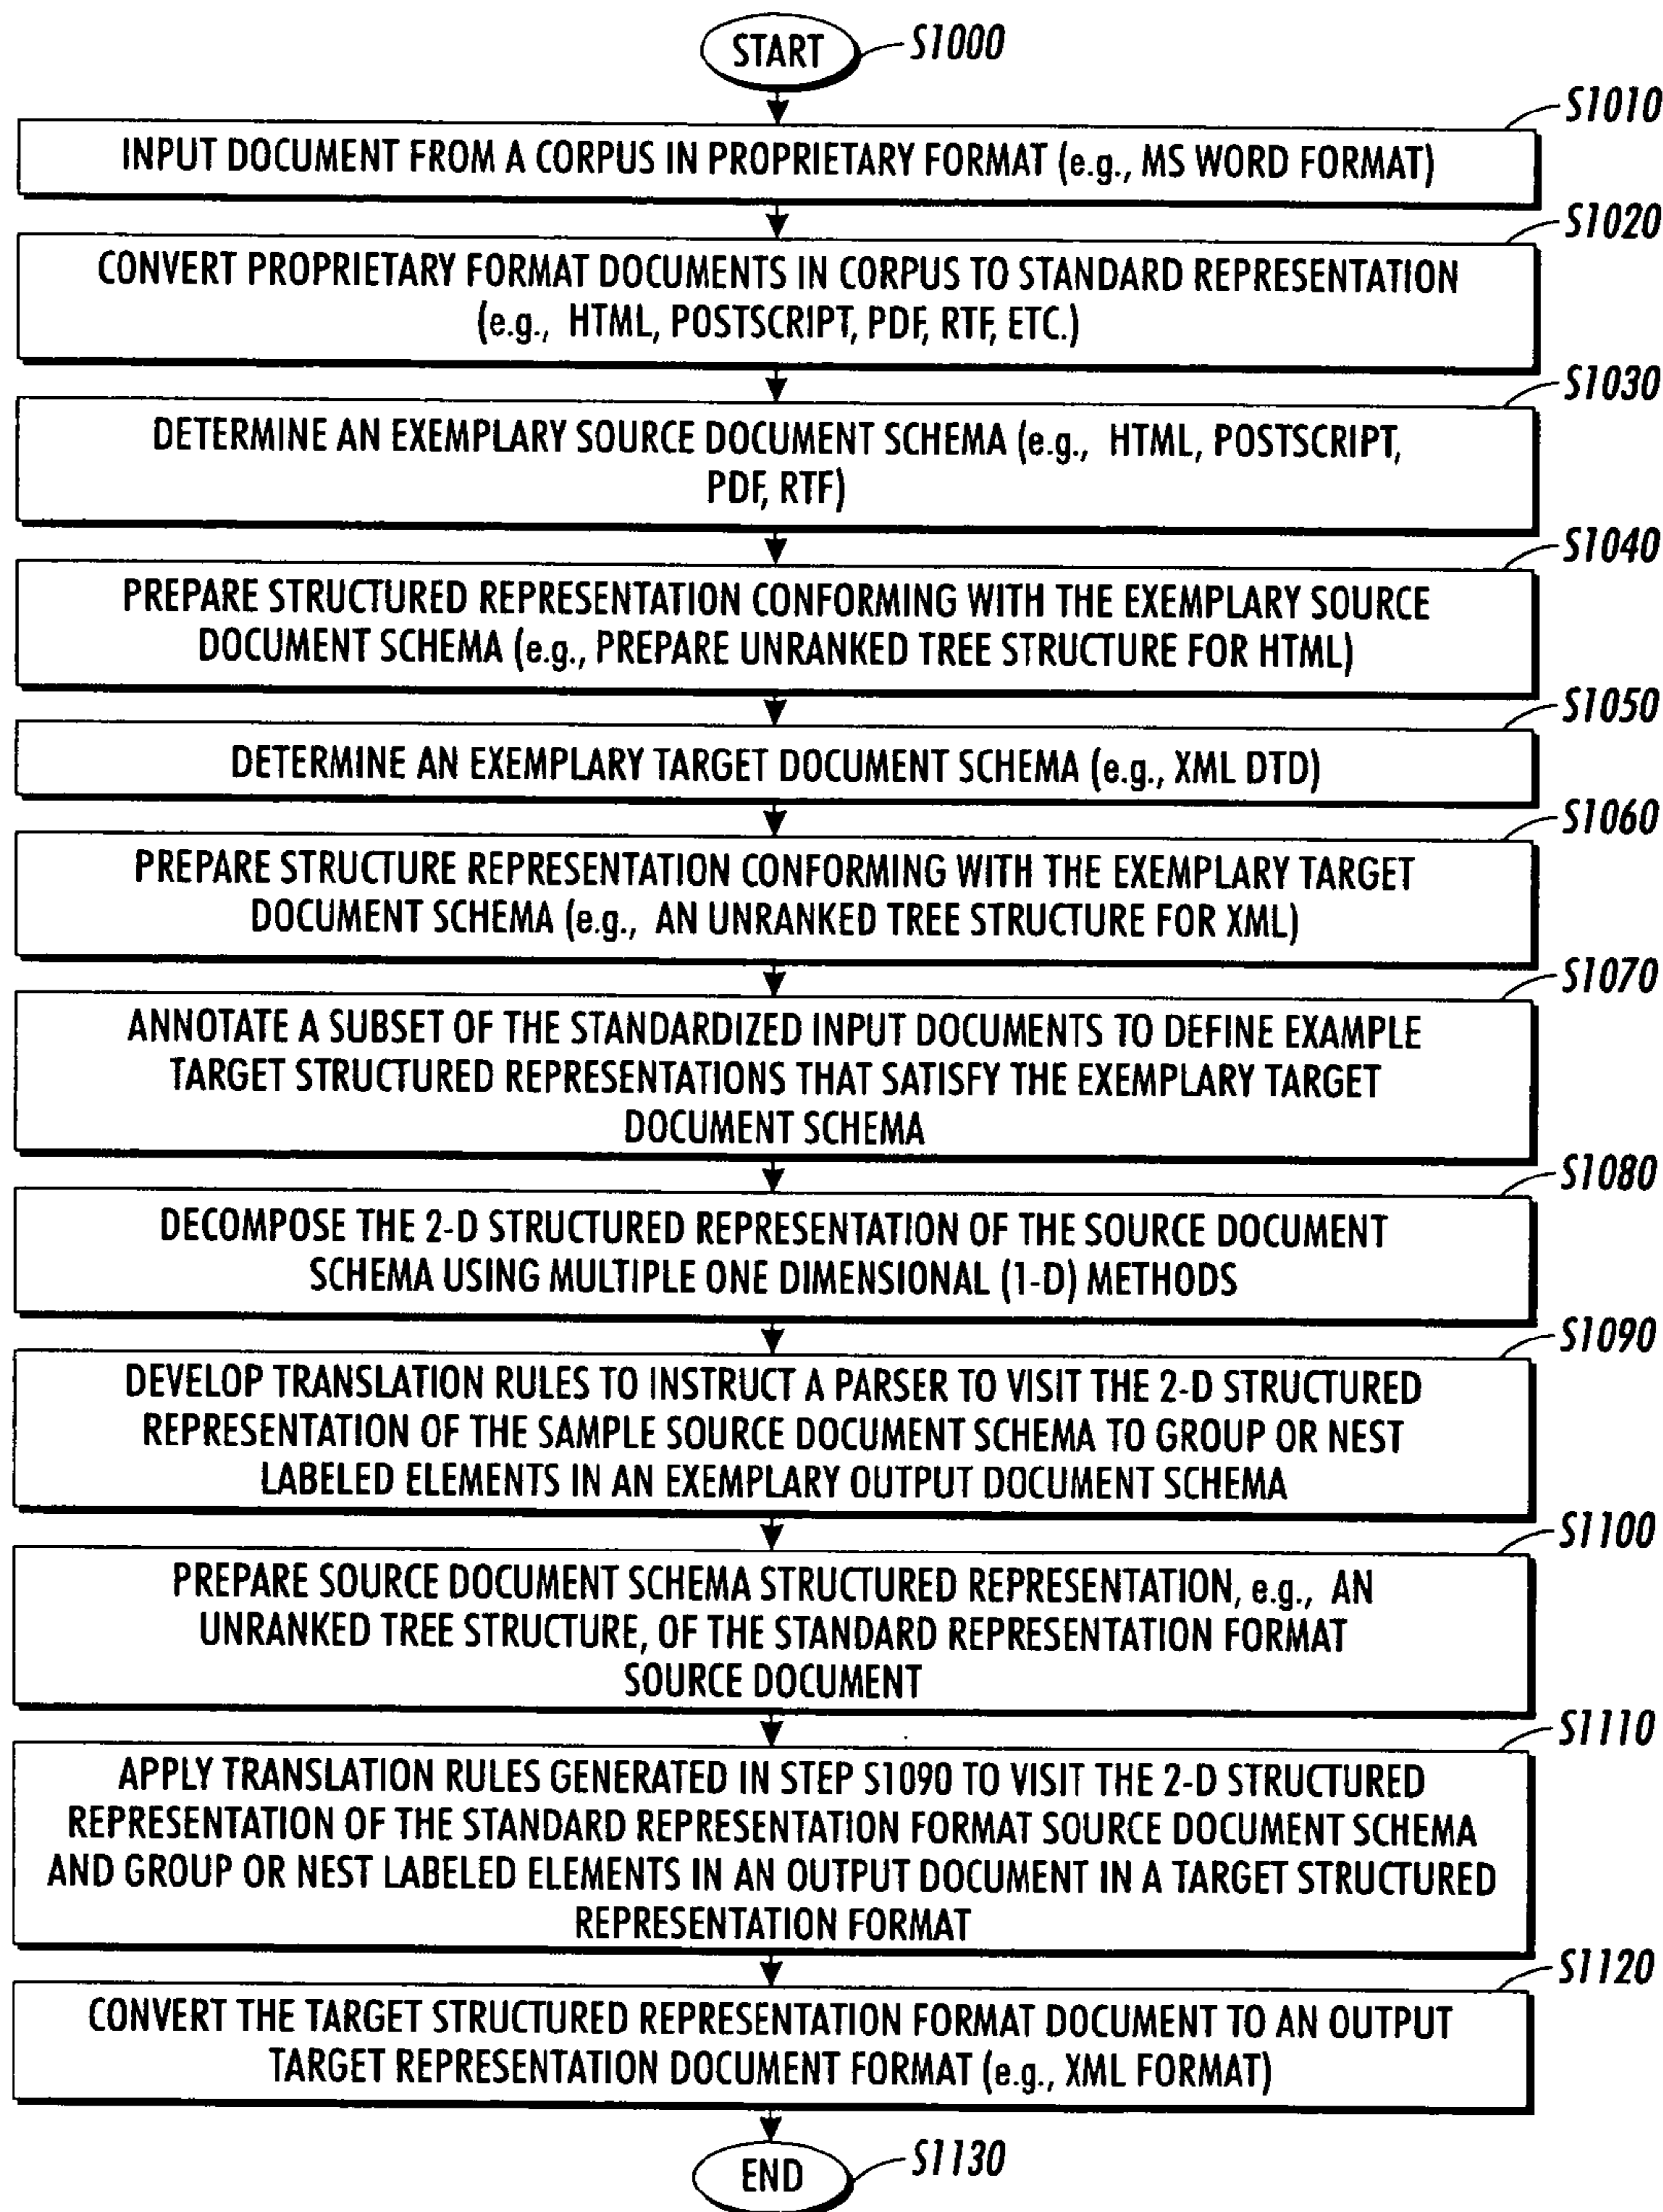 START
S1000
S1010
INPUT DOCUMENT FROM A CORPUS IN PROPRIETARY FORMAT (e.g., MS WORD FORMAT)
S1020
CONVERT PROPRIETARY FORMAT DOCUMENTS IN CORPUS TO STANDARD REPRESENTATION
(e.g., HTML, POSTSCRIPT, PDF, RTF, ETC.)
S1030
DETERMINE AN EXEMPLARY SOURCE DOCUMENT SCHEMA (e.g., HTML, POSTSCRIPT,
PDF, RTF)
S1040
PREPARE STRUCTURED REPRESENTATION CONFORMING WITH THE EXEMPLARY SOURCE
DOCUMENT SCHEMA (e.g., PREPARE UNRANKED TREE STRUCTURE FOR HTML)
S1050
DETERMINE AN EXEMPLARY TARGET DOCUMENT SCHEMA (e.g., XML DTD)
S1060
PREPARE STRUCTURE REPRESENTATION CONFORMING WITH THE EXEMPLARY TARGET
DOCUMENT SCHEMA (e.g., AN UNRANKED TREE STRUCTURE FOR XML)
S1070
ANNOTATE A SUBSET OF THE STANDARDIZED INPUT DOCUMENTS TO DEFINE EXAMPLE
TARGET STRUCTURED REPRESENTATIONS THAT SATISFY THE EXEMPLARY TARGET
DOCUMENT SCHEMA
S1080
DECOMPOSE THE 2-D STRUCTURED REPRESENTATION OF THE SOURCE DOCUMENT
SCHEMA USING MULTIPLE ONE DIMENSIONAL (1-D) METHODS
S1090
DEVELOP TRANSLATION RULES TO INSTRUCT A PARSER TO VISIT THE 2-D STRUCTURED
REPRESENTATION OF THE SAMPLE SOURCE DOCUMENT SCHEMA TO GROUP OR NEST
LABELED ELEMENTS IN AN EXEMPLARY OUTPUT DOCUMENT SCHEMA
S1100
PREPARE SOURCE DOCUMENT SCHEMA STRUCTURED REPRESENTATION, e.g., AN
UNRANKED TREE STRUCTURE, OF THE STANDARD REPRESENTATION FORMAT
SOURCE DOCUMENT
S1110
APPLY TRANSLATION RULES GENERATED IN STEP S1090 TO VISIT THE 2-D STRUCTURED
REPRESENTATION OF THE STANDARD REPRESENTATION FORMAT SOURCE DOCUMENT SCHEMA
AND GROUP OR NEST LABELED ELEMENTS IN AN OUTPUT DOCUMENT IN A TARGET STRUCTURED
REPRESENTATION FORMAT
S1120
CONVERT THE TARGET STRUCTURED REPRESENTATION FORMAT DOCUMENT TO AN OUTPUT
TARGET REPRESENTATION DOCUMENT FORMAT (e.g., XML FORMAT)
END
S1130